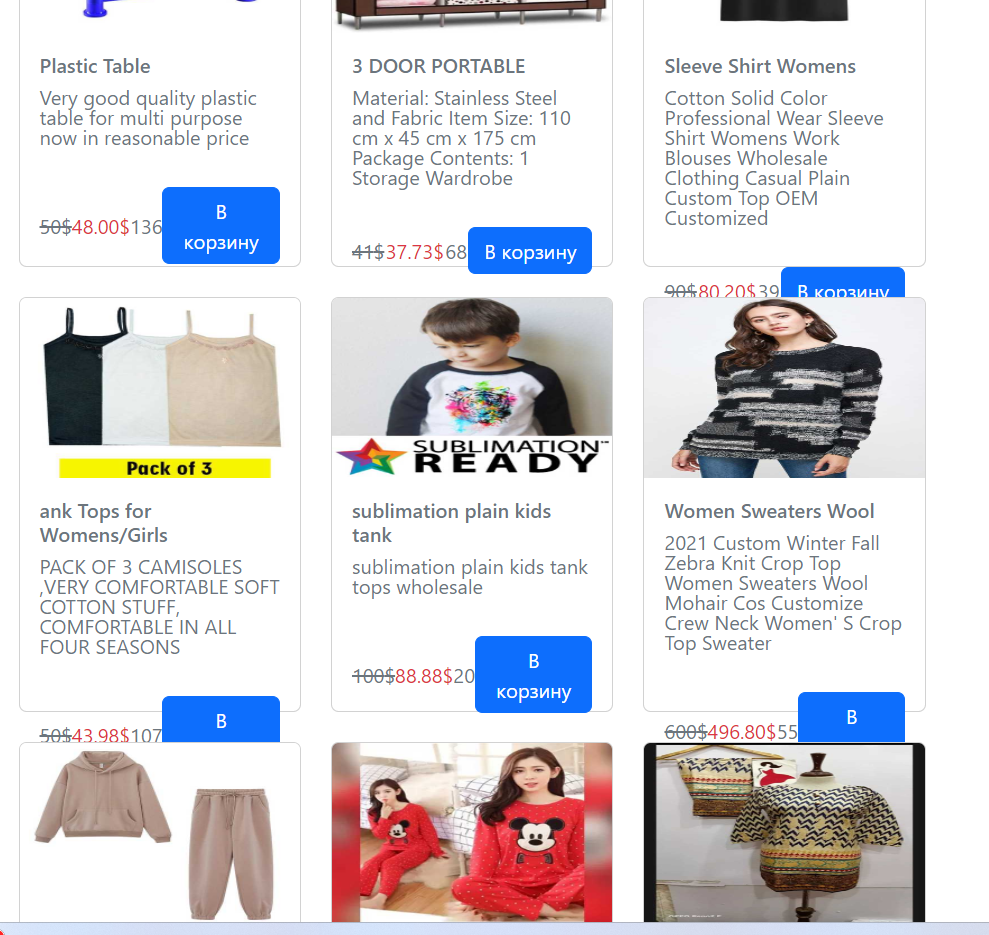 Plastic Table
Very good quality plastic
table for multi purpose
now in reasonable price
50$48.00$136
В
корзину
3 DOOR PORTABLE
Material: Stainless Steel
and Fabric Item Size: 110
cm x 45 cm x 175 cm
Package Contents: 1
Storage Wardrobe
41$37.73$68
В корзину
Sleeve Shirt Womens
Cotton Solid Color
Professional Wear Sleeve
Shirt Womens Work
Blouses Wholesale
Clothing Casual Plain
Custom Top OEM
Customized
90$80.20$39
В корзину
Pack of 3
ank Tops for
Womens/Girls
PACK OF 3 CAMISOLES
,VERY COMFORTABLE SOFT
COTTON STUFF,
COMFORTABLE IN ALL
FOUR SEASONS
50$43.98$107
В
SUBLIMATION™
READY
sublimation plain kids
tank
sublimation plain kids tank
tops wholesale
100$88.88$20
В
корзину
Women Sweaters Wool
2021 Custom Winter Fall
Zebra Knit Crop Top
Women Sweaters Wool
Mohair Cos Customize
Crew Neck Women' S Crop
Top Sweater
600$496.80$55
В